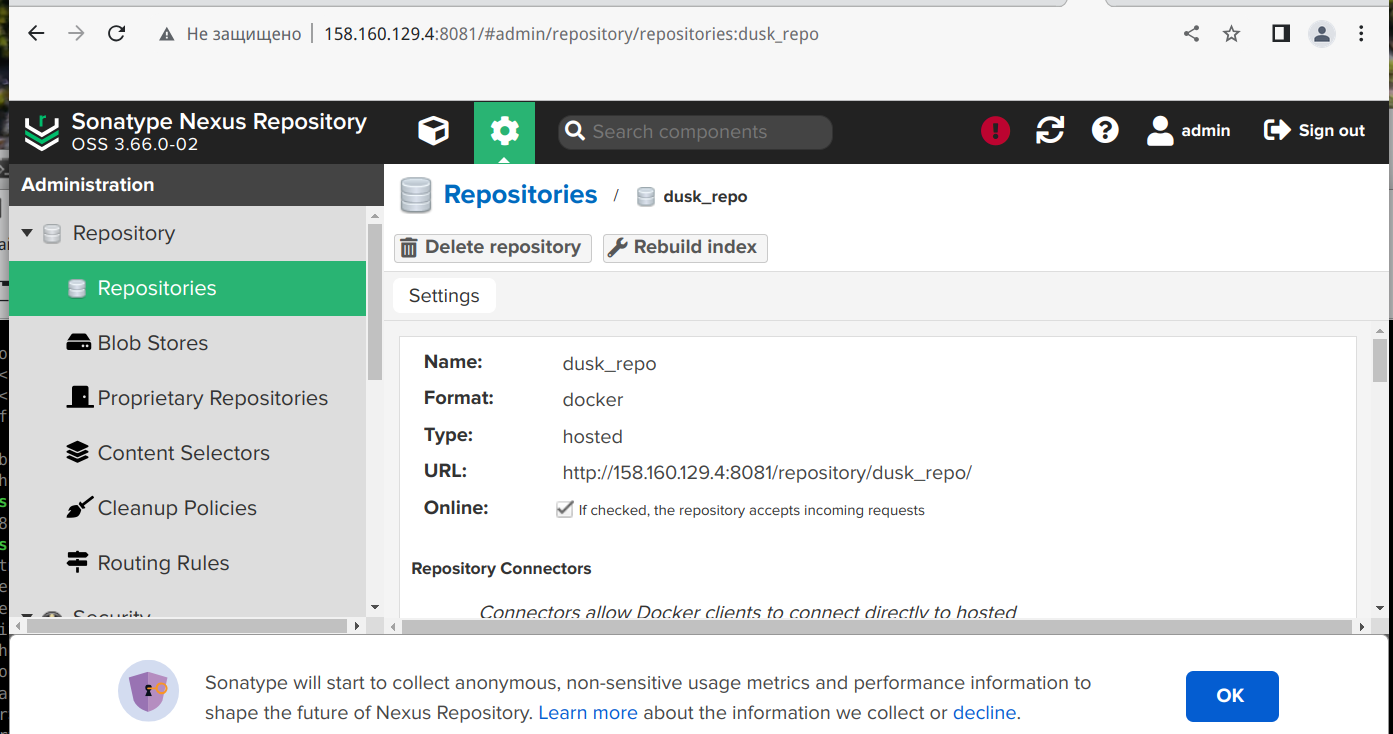 Не защищено 158.160.129.4:8081/#admin/repository/repositories:dusk_repo
Sonatype Nexus Repository
OSS 3.66.0-02
Search components
admin
Sign out
Administration
Repository
Repositories
Blob Stores
Proprietary Repositories
Content Selectors
Cleanup Policies
Routing Rules
Security
Repositories / dusk_repo
Delete repository
Rebuild index
Settings
Name: dusk_repo
Format: docker
Type: hosted
URL: http://158.160.129.4:8081/repository/dusk_repo/
Online: If checked, the repository accepts incoming requests
Repository Connectors
Connectors allow Docker clients to connect directly to hosted
Sonatype will start to collect anonymous, non-sensitive usage metrics and performance information to
shape the future of Nexus Repository. Learn more about the information we collect or decline.
OK